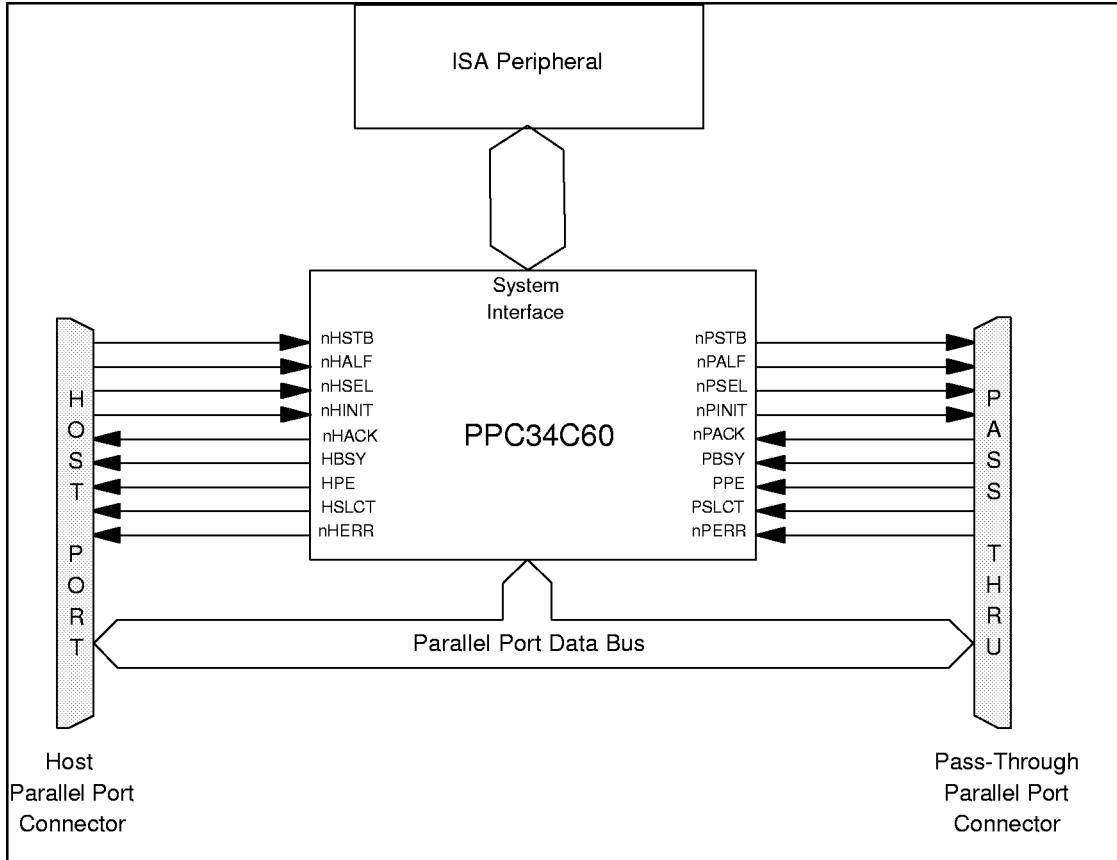 ISA Peripheral
System
Interface
nHSTB
nHALF
nHSEL
nHINIT
nHACK
HBSY
HPE
HSLCT
nHERR
PPC34C60
nPSTB
nPALF
nPSEL
nPINIT
nPACK
PBSY
PPE
PSLCT
nPERR
HOST PORT
PASS THRU
Parallel Port Data Bus
Host
Parallel Port
Connector
Pass-Through
Parallel Port
Connector